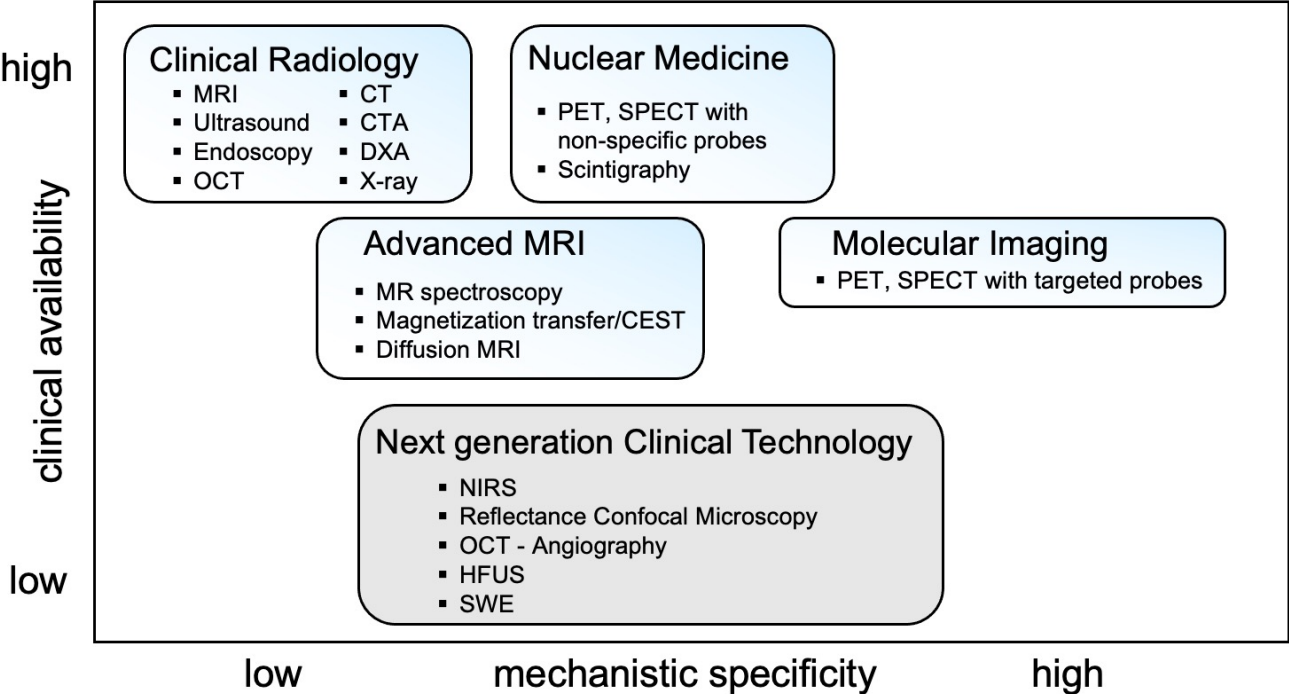 high
Clinical Radiology
▪ MRI
▪ Ultrasound
▪ Endoscopy
▪ OCT
▪ CT
▪ CTA
▪ DXA
▪ X-ray
Nuclear Medicine
▪ PET, SPECT with
non-specific probes
▪ Scintigraphy
clinical availability
Advanced MRI
▪ MR spectroscopy
▪ Magnetization transfer/CEST
▪ Diffusion MRI
Molecular Imaging
▪ PET, SPECT with targeted probes
Next generation Clinical Technology
▪ NIRS
▪ Reflectance Confocal Microscopy
▪ OCT - Angiography
▪ HFUS
▪ SWE
low
low
mechanistic specificity
high